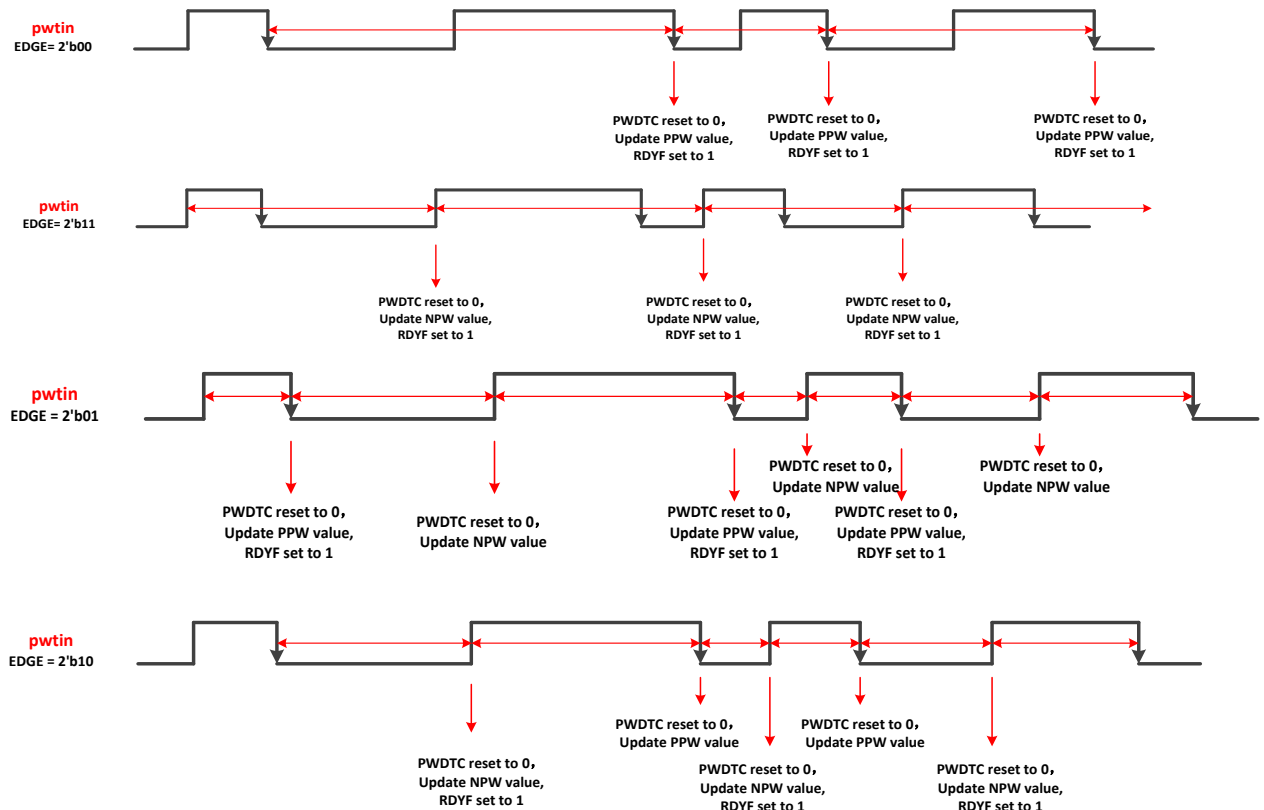 pwtin
EDGE= 2'b00
PWDTC reset to 0,
Update PPW value,
RDYF set to 1
PWDTC reset to 0,
Update PPW value,
RDYF set to 1
PWDTC reset to 0,
Update PPW value,
RDYF set to 1
pwtin
EDGE= 2'b11
PWDTC reset to 0,
Update NPW value,
RDYF set to 1
PWDTC reset to 0,
Update NPW value,
RDYF set to 1
PWDTC reset to 0,
Update NPW value,
RDYF set to 1
pwtin
EDGE = 2'b01
PWDTC reset to 0,
Update PPW value,
RDYF set to 1
PWDTC reset to 0,
Update NPW value
PWDTC reset to 0,
Update PPW value,
RDYF set to 1
PWDTC reset to 0,
Update NPW value
PWDTC reset to 0,
Update PPW value,
RDYF set to 1
PWDTC reset to 0,
Update NPW value
pwtin
EDGE = 2'b10
PWDTC reset to 0,
Update NPW value,
RDYF set to 1
PWDTC reset to 0,
Update PPW value
PWDTC reset to 0,
Update NPW value,
RDYF set to 1
PWDTC reset to 0,
Update PPW value
PWDTC reset to 0,
Update NPW value,
RDYF set to 1